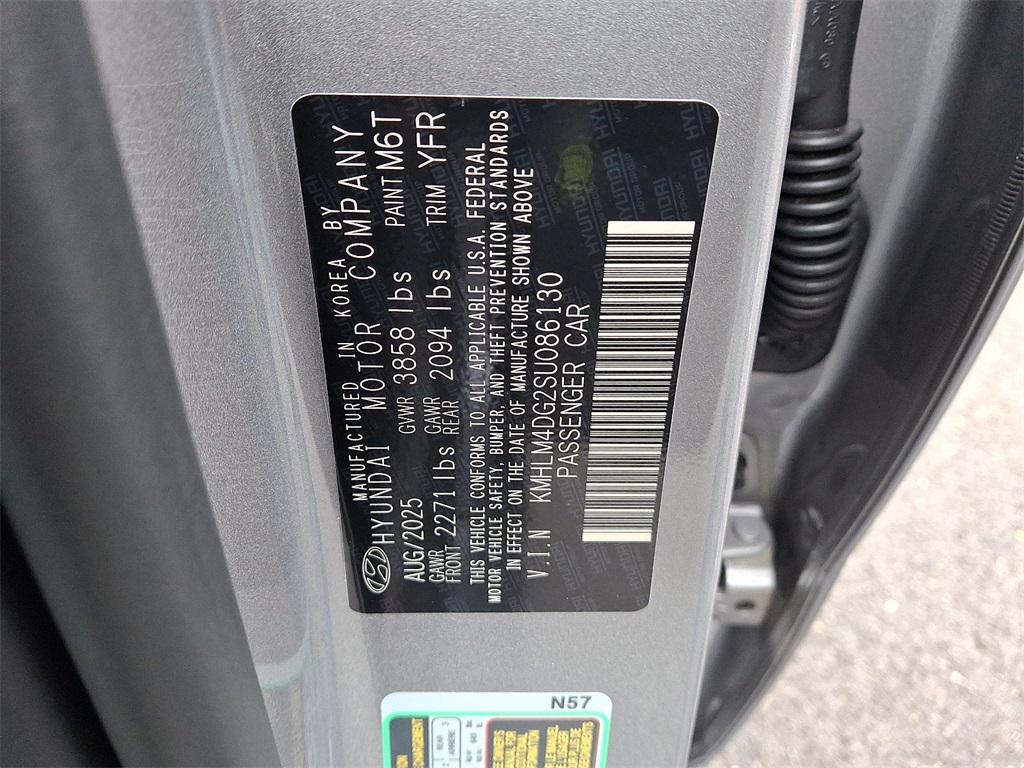 MANUFACTURED IN KOREA BY
HYUNDAI MOTOR COMPANY
AUG/2025 GVWR 3858 lbs PAINT M6T
GAWR FRONT 2271 lbs GAWR REAR 2094 lbs TRIM YFR
THIS VEHICLE CONFORMS TO ALL APPLICABLE U.S.A. FEDERAL
MOTOR VEHICLE SAFETY, BUMPER, AND THEFT PREVENTION STANDARDS
IN EFFECT ON THE DATE OF MANUFACTURE SHOWN ABOVE
V.I.N KMHLM4DG2SU086130
PASSENGER CAR
N57
REAR